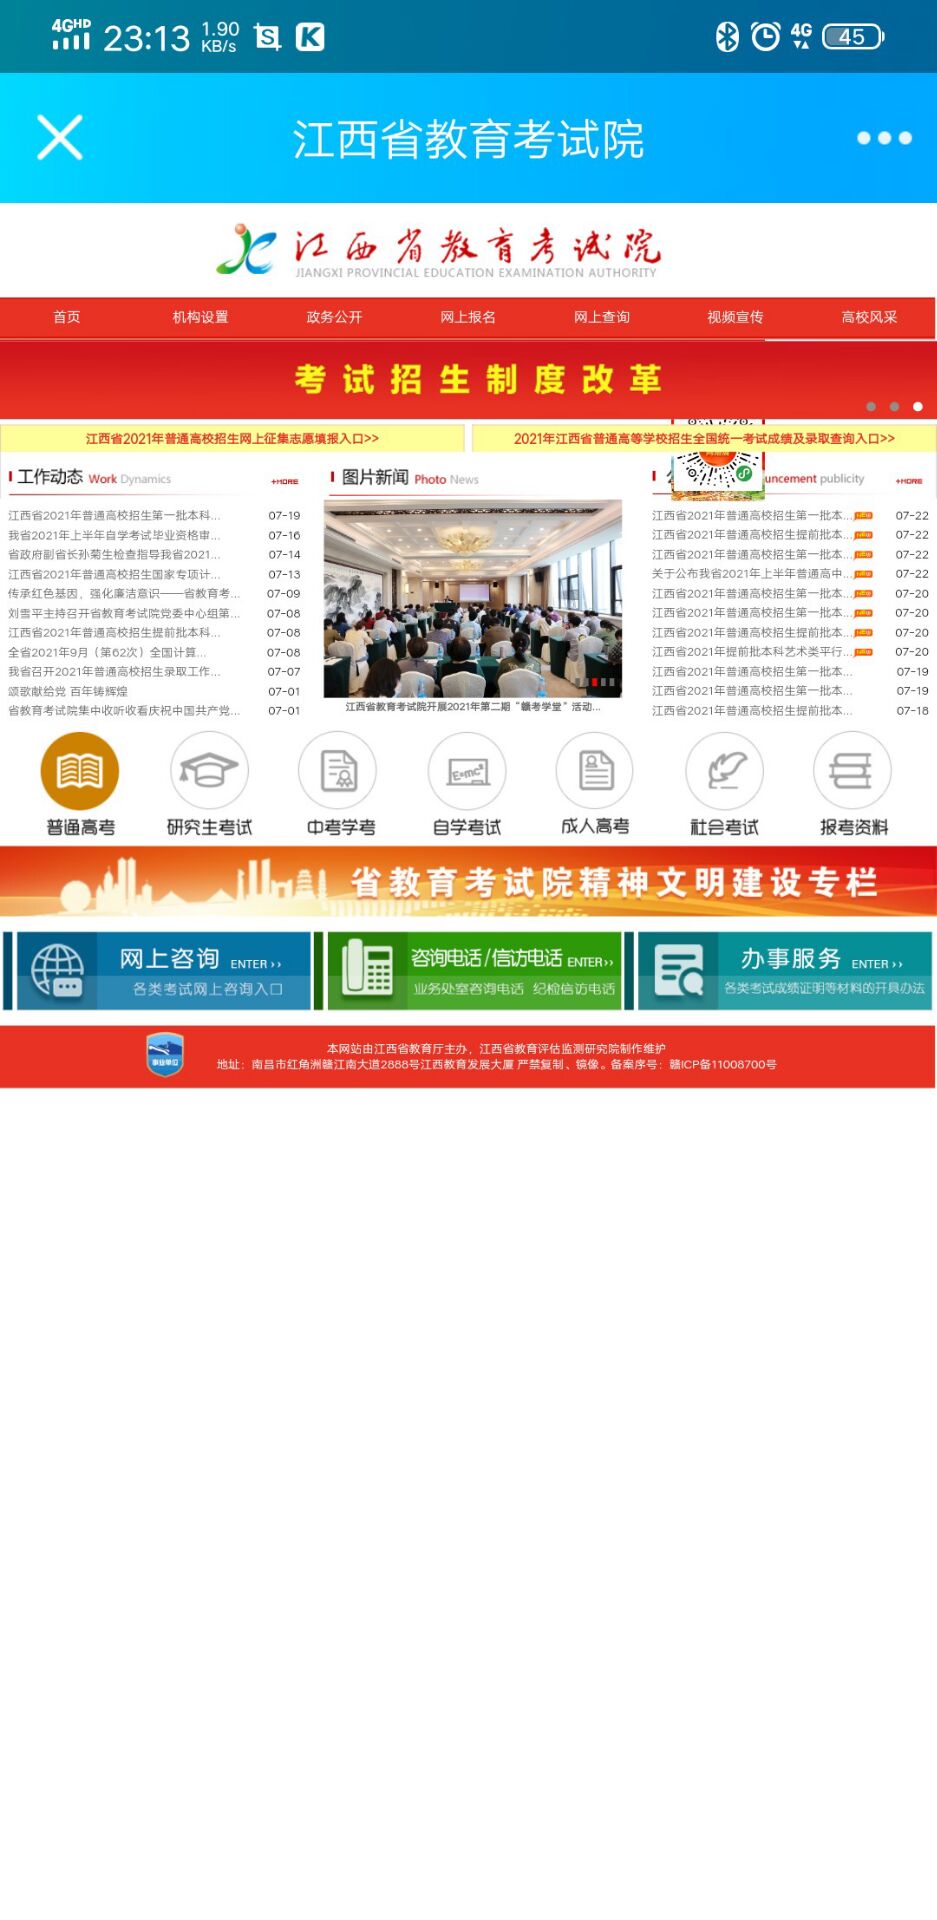 4GHD 23:13 1.90 KB/s S K 4G 45
江西省教育考试院
江西省教育考试院
JIANGXI PROVINCIAL EDUCATION EXAMINATION AUTHORITY
首页 机构设置 政务公开 网上报名 网上查询 视频宣传 高校风采
考试招生制度改革
江西省2021年普通高校招生网上征集志愿填报入口>>
2021年江西省普通高等学校招生全国统一考试成绩及录取查询入口>>
工作动态 Work Dynamics +MORE
江西省2021年普通高校招生第一批本科... 07-19
我省2021年上半年自学考试毕业资格审... 07-16
省政府副省长孙菊生检查指导我省2021... 07-14
江西省2021年普通高校招生国家专项计... 07-13
传承红色基因，强化廉洁意识——省教育考... 07-09
刘雪平主持召开省教育考试院党委中心组第... 07-08
江西省2021年普通高校招生提前批本科... 07-08
全省2021年9月（第62次）全国计算... 07-08
我省召开2021年普通高校招生录取工作... 07-07
颂歌献给党 百年铸辉煌 07-01
省教育考试院集中收听收看庆祝中国共产党... 07-01
图片新闻 Photo News
江西省教育考试院开展2021年第二期“赣考学堂”活动...
uncement publicity +MORE
江西省2021年普通高校招生第一批本... NEW 07-22
江西省2021年普通高校招生提前批本... NEW 07-22
江西省2021年普通高校招生第一批本... NEW 07-22
关于公布我省2021年上半年普通高中... NEW 07-22
江西省2021年普通高校招生第一批本... NEW 07-20
江西省2021年普通高校招生第一批本... NEW 07-20
江西省2021年普通高校招生提前批本... NEW 07-20
江西省2021年提前批本科艺术类平行... NEW 07-20
江西省2021年普通高校招生第一批本... 07-19
江西省2021年普通高校招生第一批本... 07-19
江西省2021年普通高校招生提前批本... 07-18
E=mc²
普通高考 研究生考试 中考学考 自学考试 成人高考 社会考试 报考资料
省教育考试院精神文明建设专栏
网上咨询 ENTER ››
各类考试网上咨询入口
咨询电话/信访电话 ENTER ››
业务处室咨询电话 纪检信访电话
办事服务 ENTER ››
各类考试成绩证明等材料的开具办法
事业单位
本网站由江西省教育厅主办，江西省教育评估监测研究院制作维护
地址：南昌市红角洲赣江南大道2888号江西教育发展大厦 严禁复制、镜像。备案序号：赣ICP备11008700号